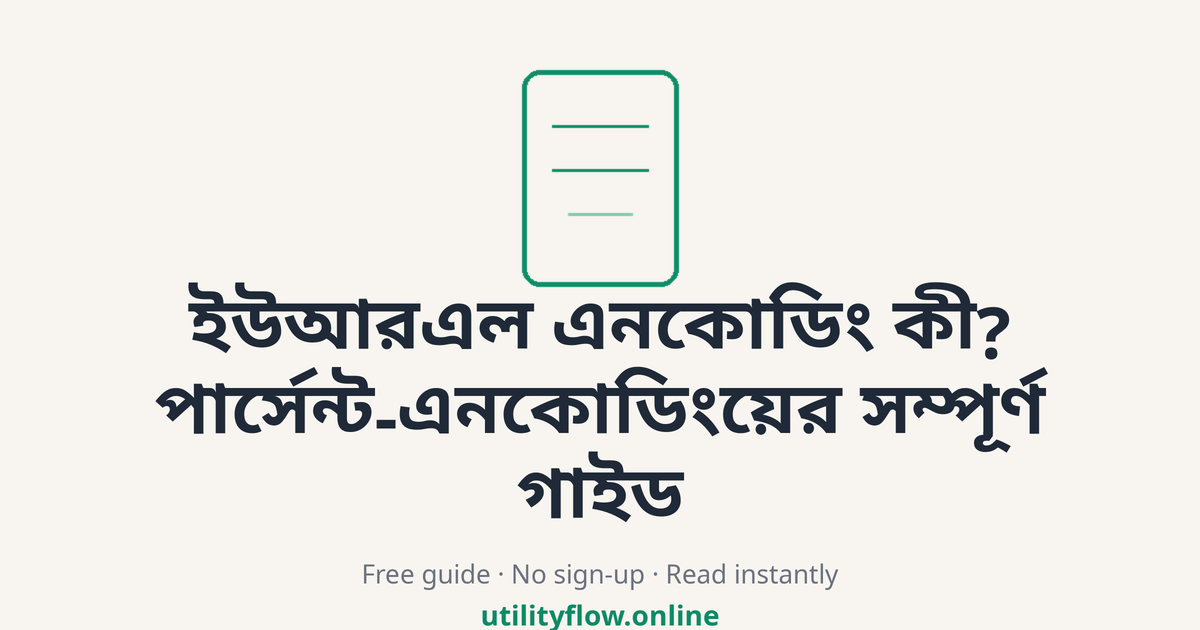 ইউআরএল এনকোডিং কী?
পার্সেন্ট-এনকোডিংয়ের সম্পূর্ণ
গাইড
Free guide · No sign-up · Read instantly
utilityflow.online